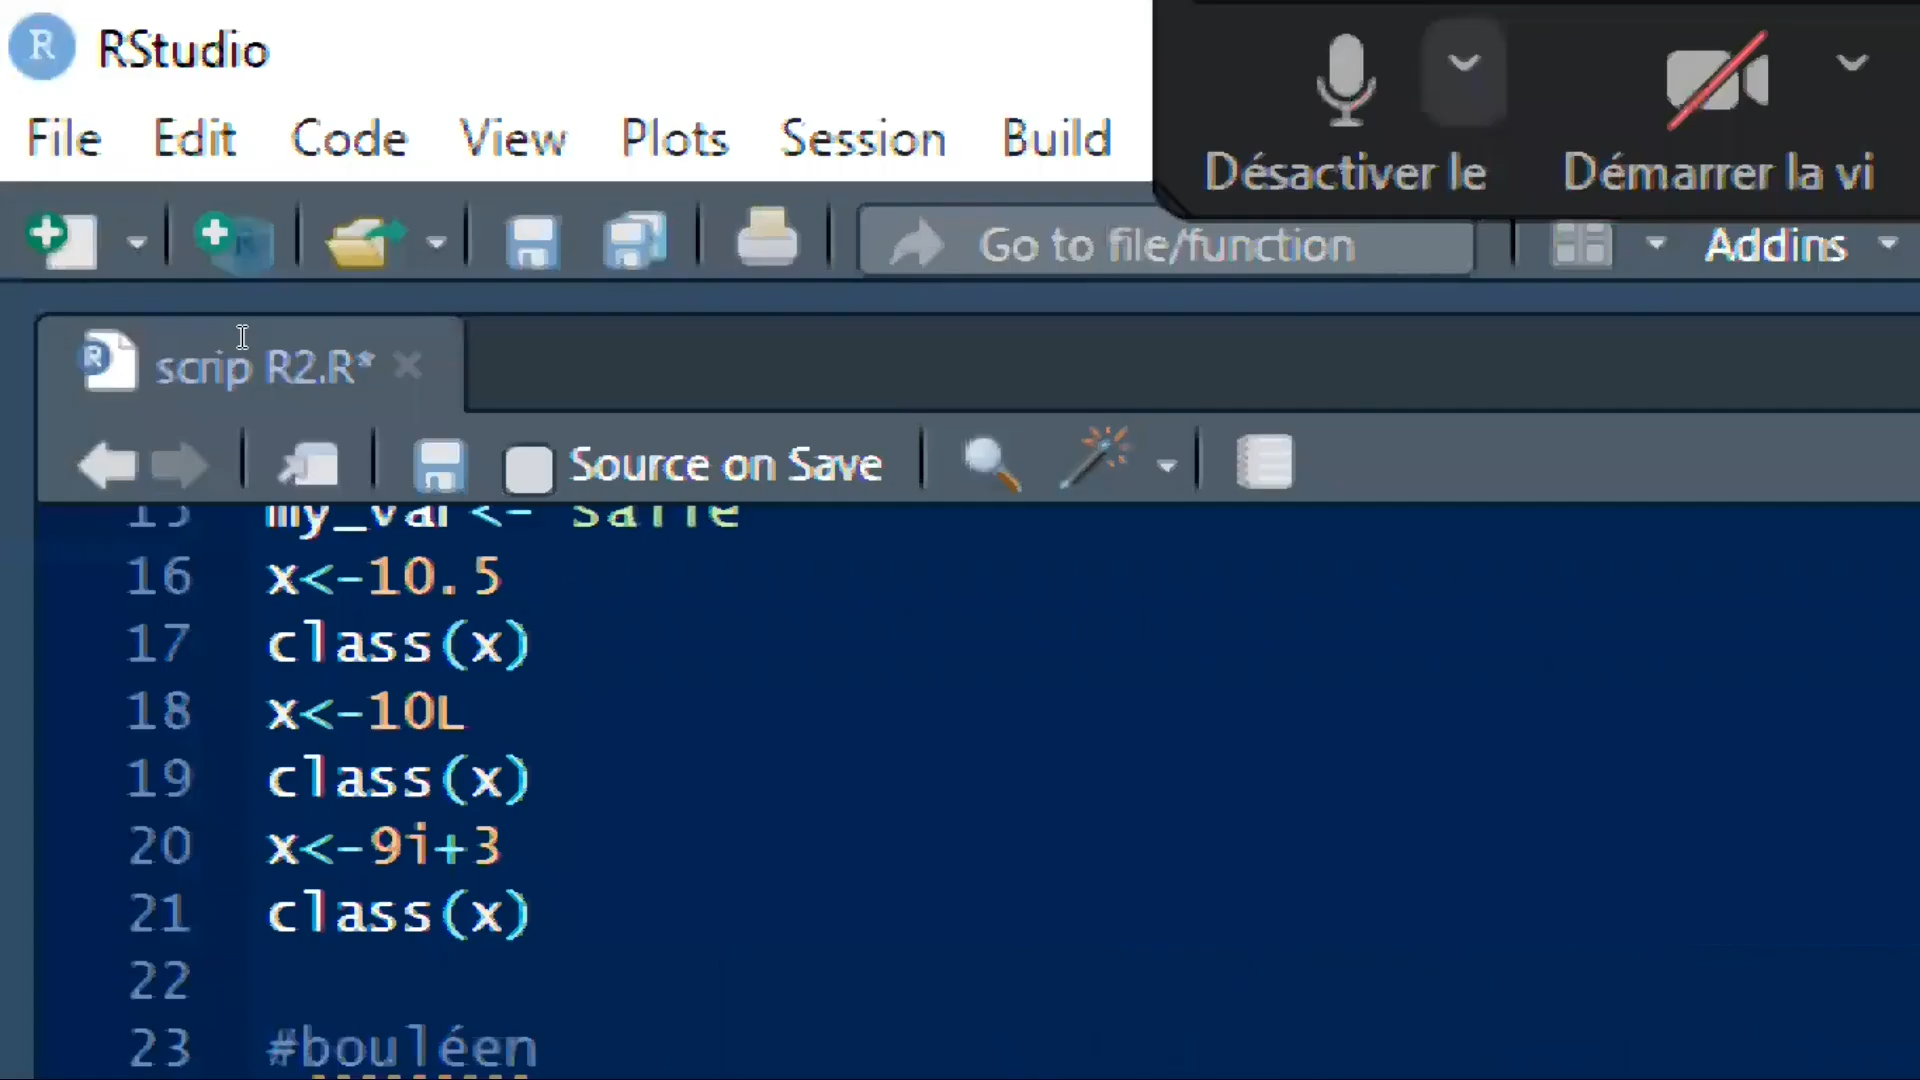 RStudio
File Edit Code View Plots Session Build
Désactiver le Démarrer la vi
Go to file/function Addins
scrip R2.R*
Source on Save
15 my_var<-
16 x<-10.5
17 class(x)
18 x<-10L
19 class(x)
20 x<-9i+3
21 class(x)
22
23 #bouléen